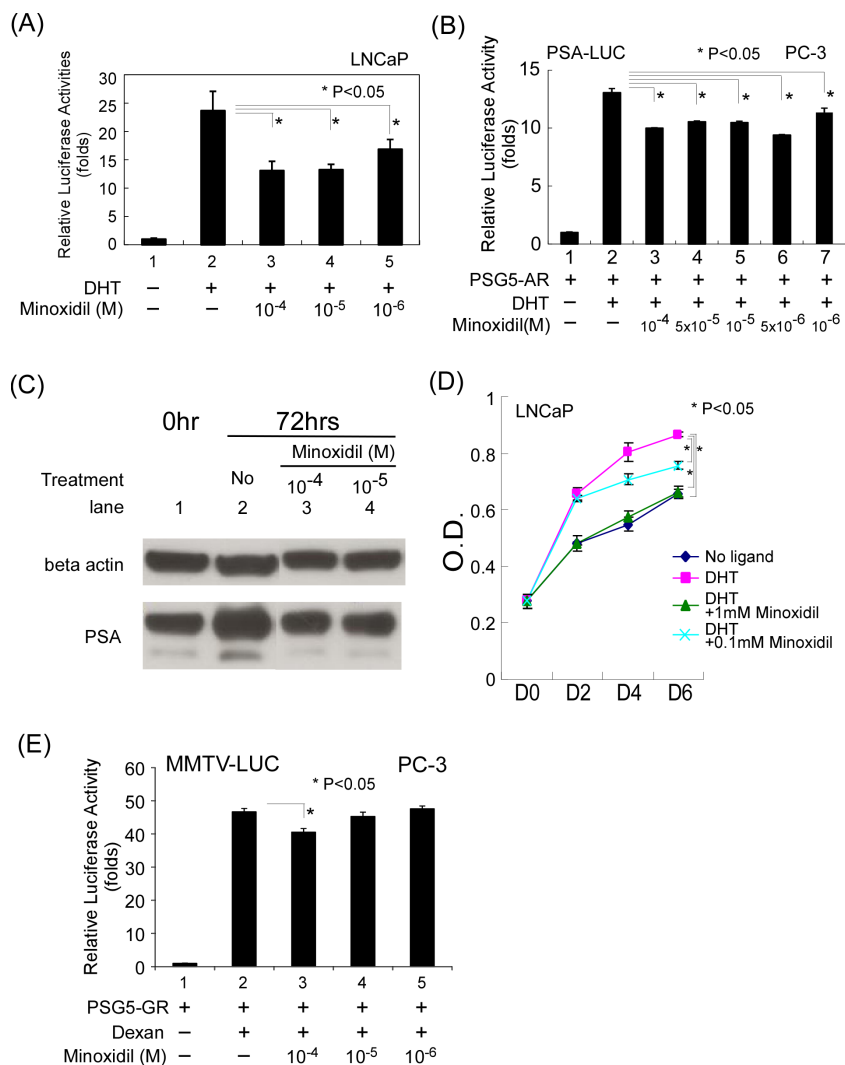 (A)
LNCaP
Relative Luciferase Activities
(folds)
30
25
20
15
10
5
0
* P<0.05
* * *
1 2 3 4 5
DHT – + + + +
Minoxidil (M) – – 10-4 10-5 10-6
(B)
PSA-LUC * P<0.05 PC-3
Relative Luciferase Activity
(folds)
15
10
5
0
* * * * *
1 2 3 4 5 6 7
PSG5-AR + + + + + + +
DHT – + + + + + +
Minoxidil(M) – – 10-4 5x10-5 10-5 5x10-6 10-6
(C)
0hr 72hrs
Minoxidil (M)
Treatment No 10-4 10-5
lane 1 2 3 4
beta actin
PSA
(D)
LNCaP * P<0.05
O.D.
1
0.8
0.6
0.4
0.2
0
* * *
No ligand
DHT
DHT
+1mM Minoxidil
DHT
+0.1mM Minoxidil
D0 D2 D4 D6
(E)
MMTV-LUC PC-3
* P<0.05
Relative Luciferase Activity
(folds)
60
50
40
30
20
10
0
*
1 2 3 4 5
PSG5-GR + + + + +
Dexan – + + + +
Minoxidil (M) – – 10-4 10-5 10-6